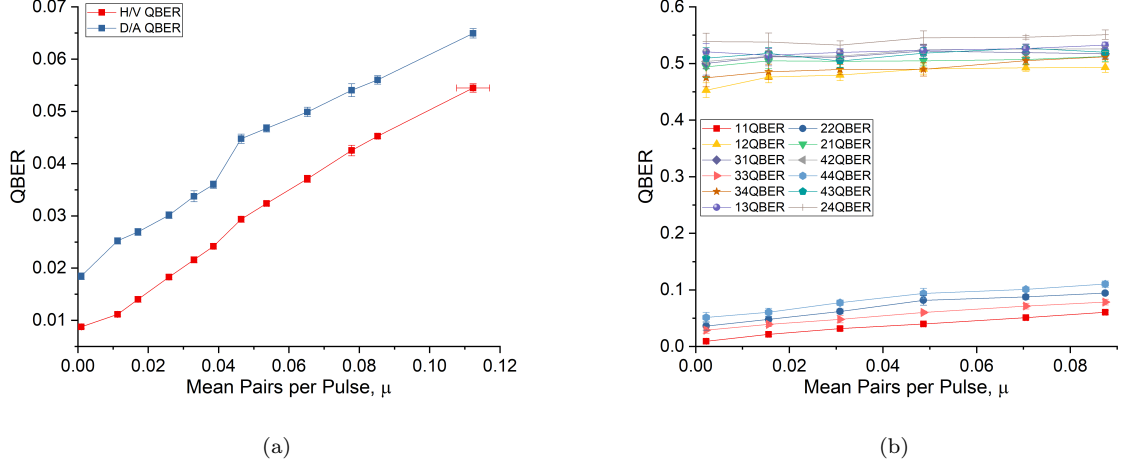 H/V QBER
D/A QBER
0.07
0.06
0.05
0.04
0.03
0.02
0.01
QBER
0.00 0.02 0.04 0.06 0.08 0.10 0.12
Mean Pairs per Pulse, μ
(a)
0.6
0.5
0.4
0.3
0.2
0.1
0.0
QBER
11QBER 22QBER
12QBER 21QBER
31QBER 42QBER
33QBER 44QBER
34QBER 43QBER
13QBER 24QBER
0.00 0.02 0.04 0.06 0.08
Mean Pairs per Pulse, μ
(b)